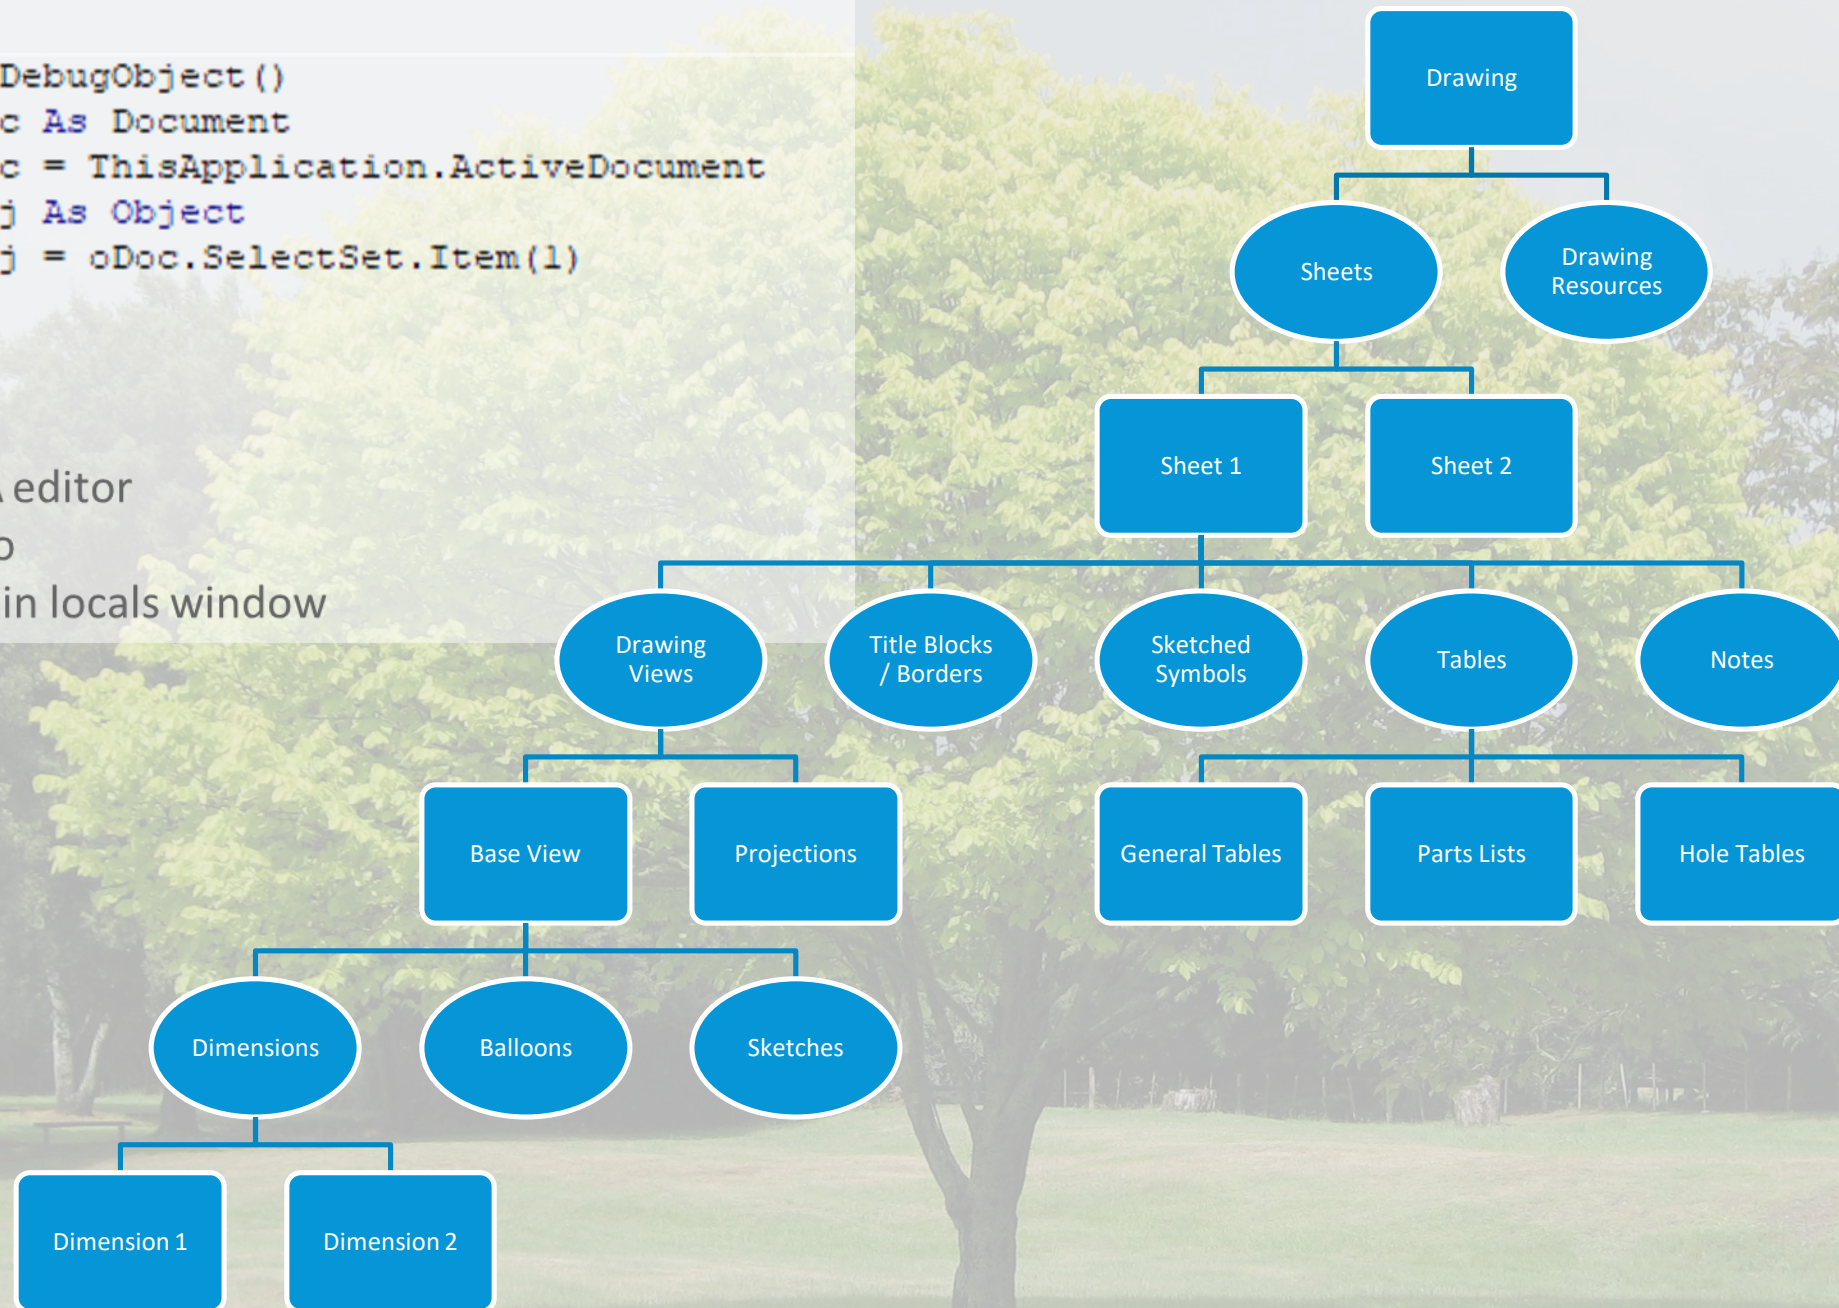 DebugObject()
c As Document
c = ThisApplication.ActiveDocument
j As Object
j = oDoc.SelectSet.Item(1)
editor
in locals window
Drawing
Sheets
Drawing
Resources
Sheet 1
Sheet 2
Drawing
Views
Title Blocks
/ Borders
Sketched
Symbols
Tables
Notes
Base View
Projections
General Tables
Parts Lists
Hole Tables
Dimensions
Balloons
Sketches
Dimension 1
Dimension 2